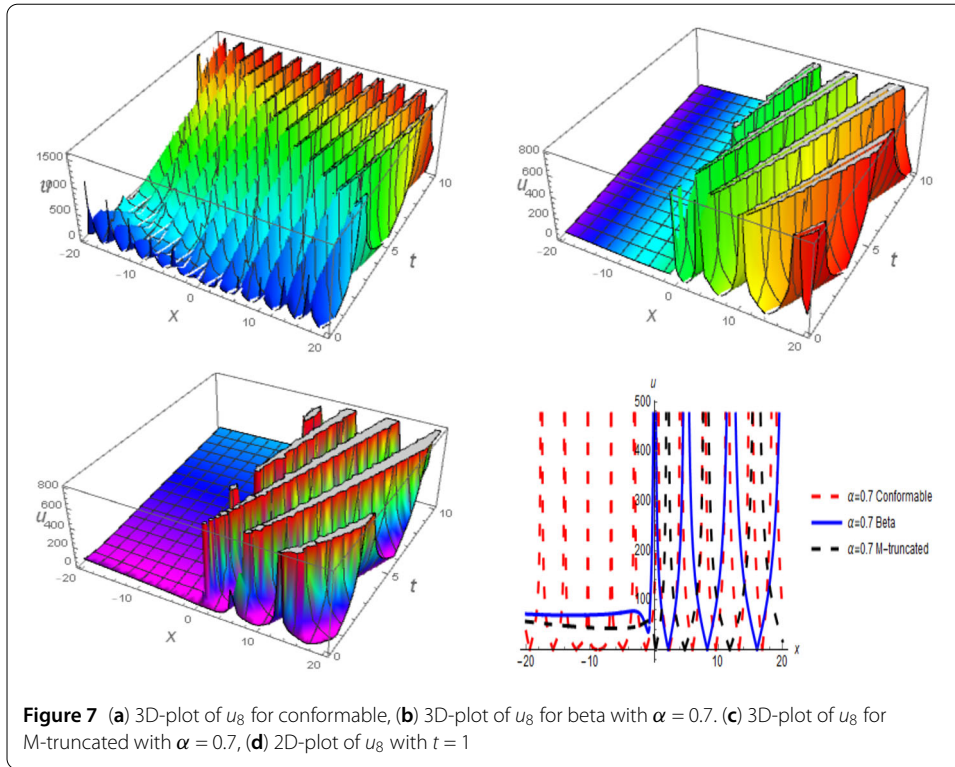 1500
1000
u
500
0
-20
-10
0
x
10
20
0
5
t
10
800
600
u
400
200
0
-20
-10
0
x
10
20
0
5
t
10
800
600
u
400
200
0
-20
-10
0
x
10
20
0
5
t
10
u
500
400
300
200
100
-20
-10
10
20
x
α=0.7 Conformable
α=0.7 Beta
α=0.7 M-truncated
Figure 7 (a) 3D-plot of u₈ for conformable, (b) 3D-plot of u₈ for beta with α = 0.7. (c) 3D-plot of u₈ for
M-truncated with α = 0.7, (d) 2D-plot of u₈ with t = 1